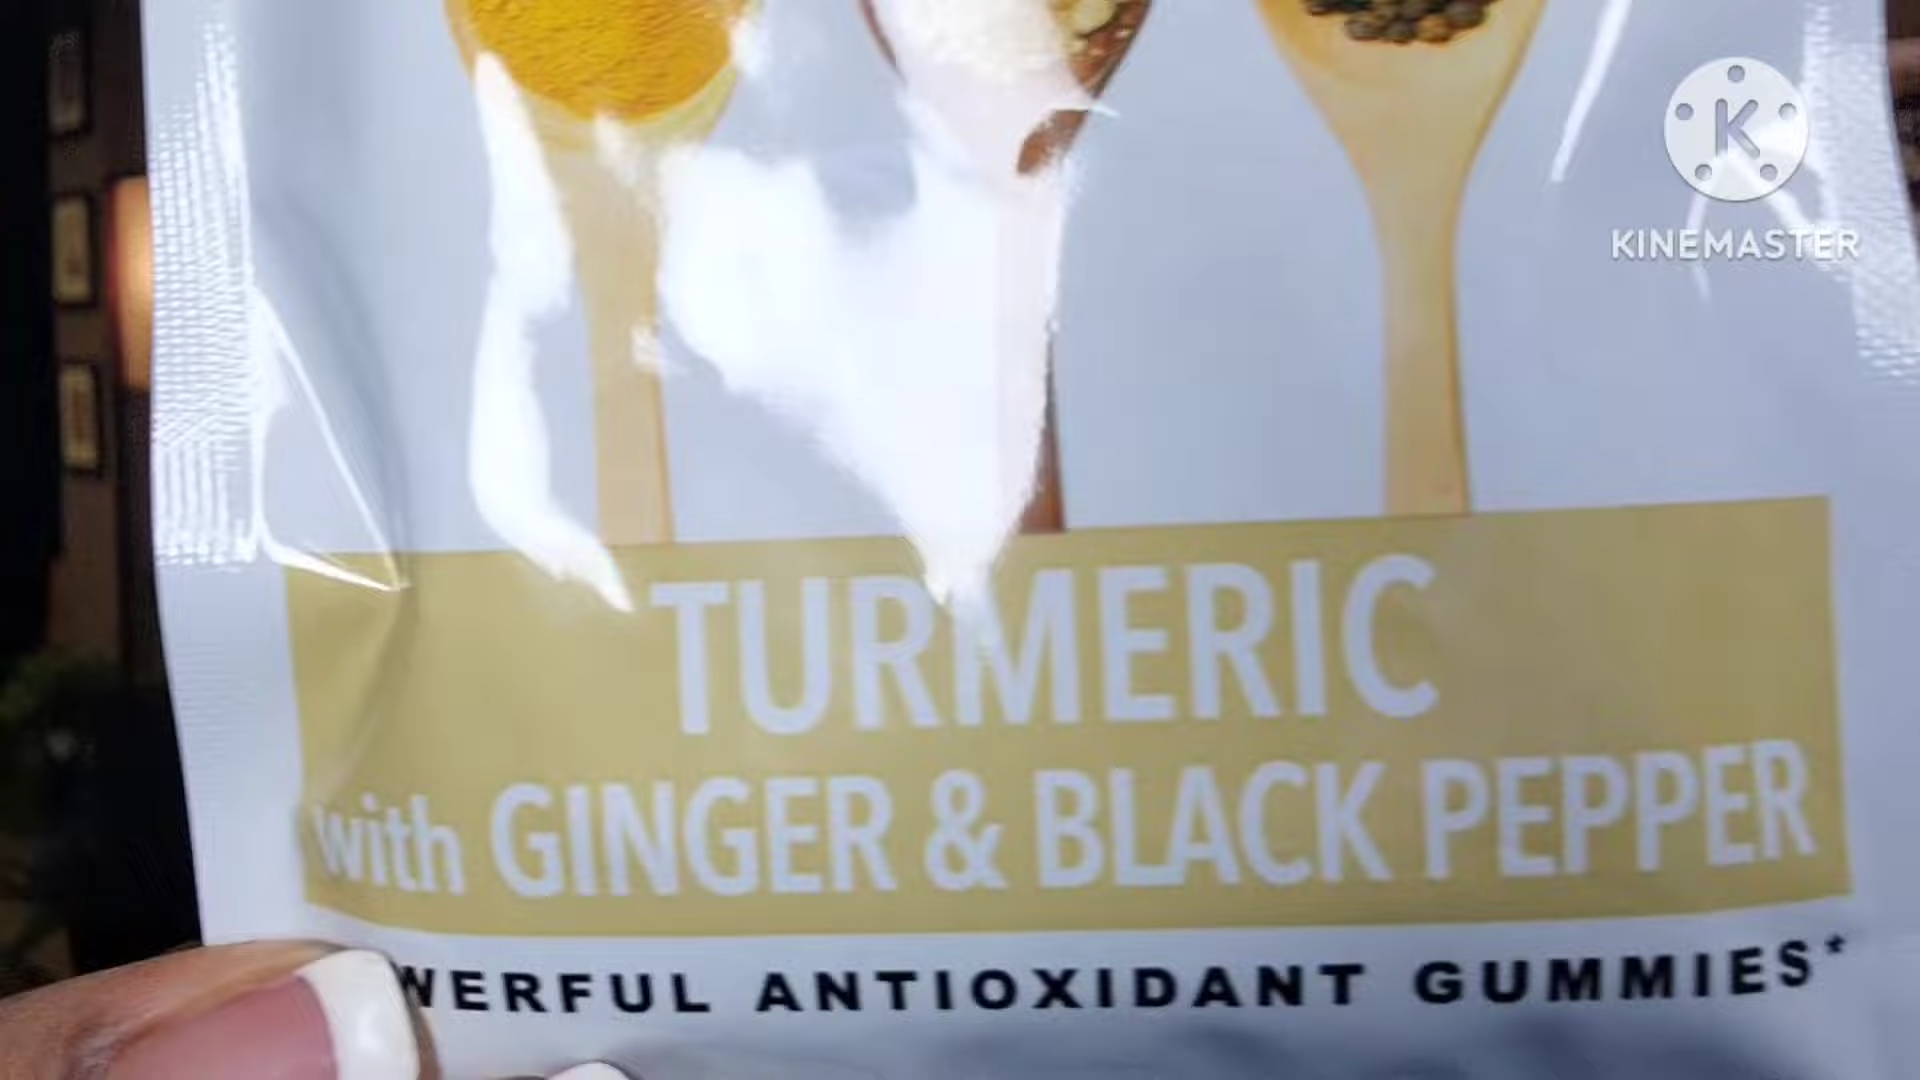 K
KINEMASTER
TURMERIC
with GINGER & BLACK PEPPER
WERFUL ANTIOXIDANT GUMMIES*